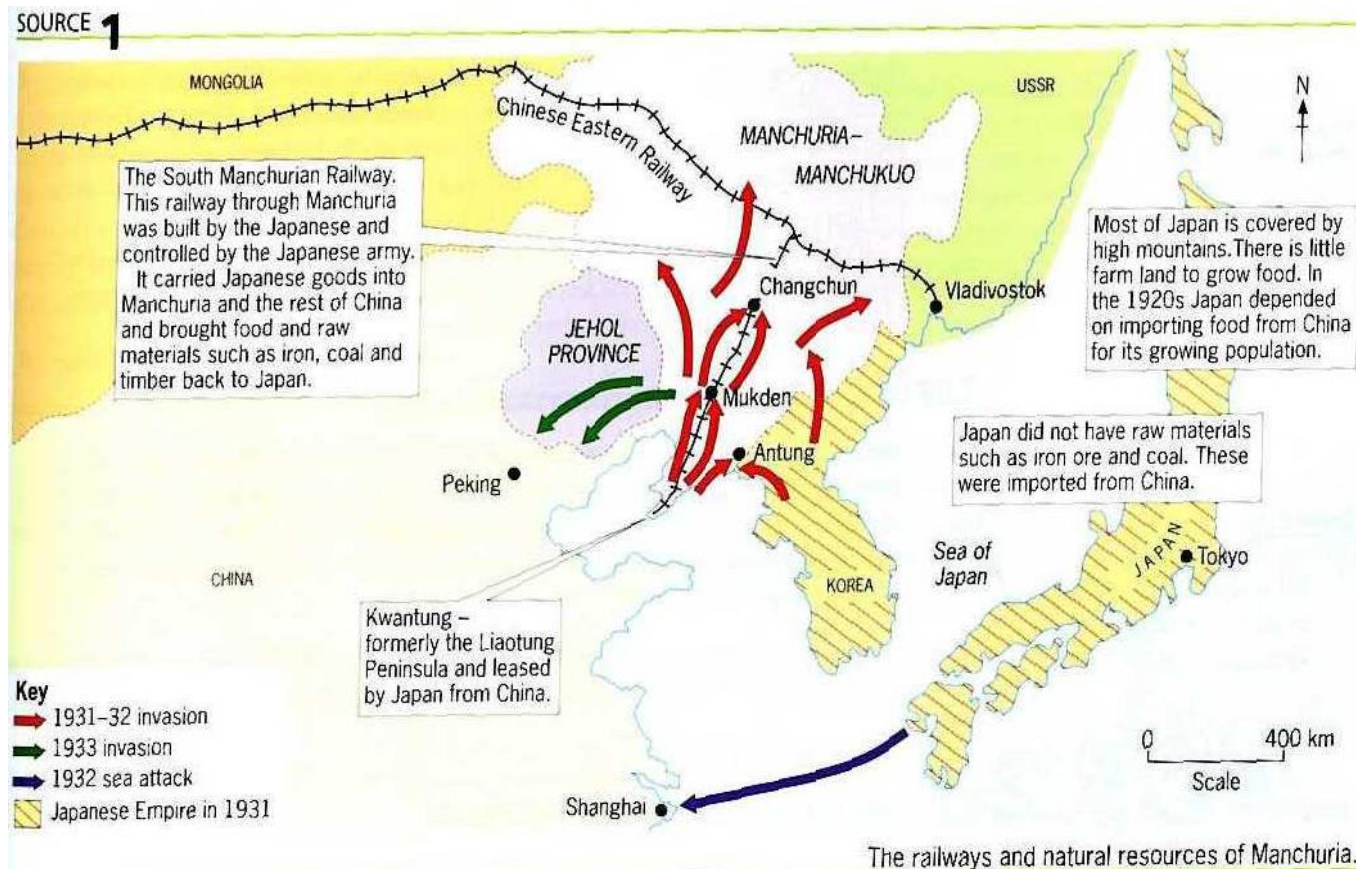 SOURCE 1
MONGOLIA
Chinese Eastern Railway
MANCHURIA–
MANCHUKUO
USSR
N
The South Manchurian Railway.
This railway through Manchuria
was built by the Japanese and
controlled by the Japanese army.
It carried Japanese goods into
Manchuria and the rest of China
and brought food and raw
materials such as iron, coal and
timber back to Japan.
Most of Japan is covered by
high mountains. There is little
farm land to grow food. In
the 1920s Japan depended
on importing food from China
for its growing population.
Changchun
Vladivostok
JEHOL
PROVINCE
Mukden
Antung
Peking
Japan did not have raw materials
such as iron ore and coal. These
were imported from China.
Sea of
Japan
JAPAN
Tokyo
CHINA
KOREA
Kwantung –
formerly the Liaotung
Peninsula and leased
by Japan from China.
Key
1931–32 invasion
1933 invasion
1932 sea attack
Japanese Empire in 1931
Shanghai
0 400 km
Scale
The railways and natural resources of Manchuria.